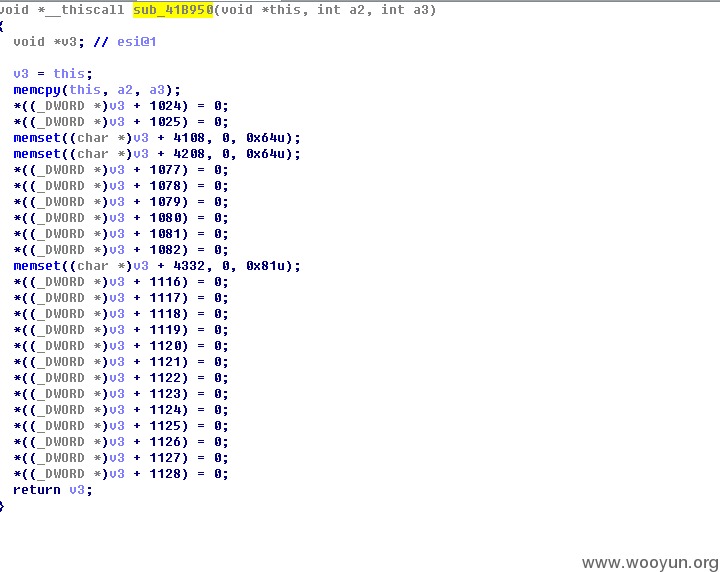 void *__thiscall sub_41B950(void *this, int a2, int a3)
{
void *v3; // esi@1
v3 = this;
memcpy(this, a2, a3);
*((_DWORD *)v3 + 1024) = 0;
*((_DWORD *)v3 + 1025) = 0;
memset((char *)v3 + 4108, 0, 0x64u);
memset((char *)v3 + 4208, 0, 0x64u);
*((_DWORD *)v3 + 1077) = 0;
*((_DWORD *)v3 + 1078) = 0;
*((_DWORD *)v3 + 1079) = 0;
*((_DWORD *)v3 + 1080) = 0;
*((_DWORD *)v3 + 1081) = 0;
*((_DWORD *)v3 + 1082) = 0;
memset((char *)v3 + 4332, 0, 0x81u);
*((_DWORD *)v3 + 1116) = 0;
*((_DWORD *)v3 + 1117) = 0;
*((_DWORD *)v3 + 1118) = 0;
*((_DWORD *)v3 + 1119) = 0;
*((_DWORD *)v3 + 1120) = 0;
*((_DWORD *)v3 + 1121) = 0;
*((_DWORD *)v3 + 1122) = 0;
*((_DWORD *)v3 + 1123) = 0;
*((_DWORD *)v3 + 1124) = 0;
*((_DWORD *)v3 + 1125) = 0;
*((_DWORD *)v3 + 1126) = 0;
*((_DWORD *)v3 + 1127) = 0;
*((_DWORD *)v3 + 1128) = 0;
return v3;
}
www.wooyun.org